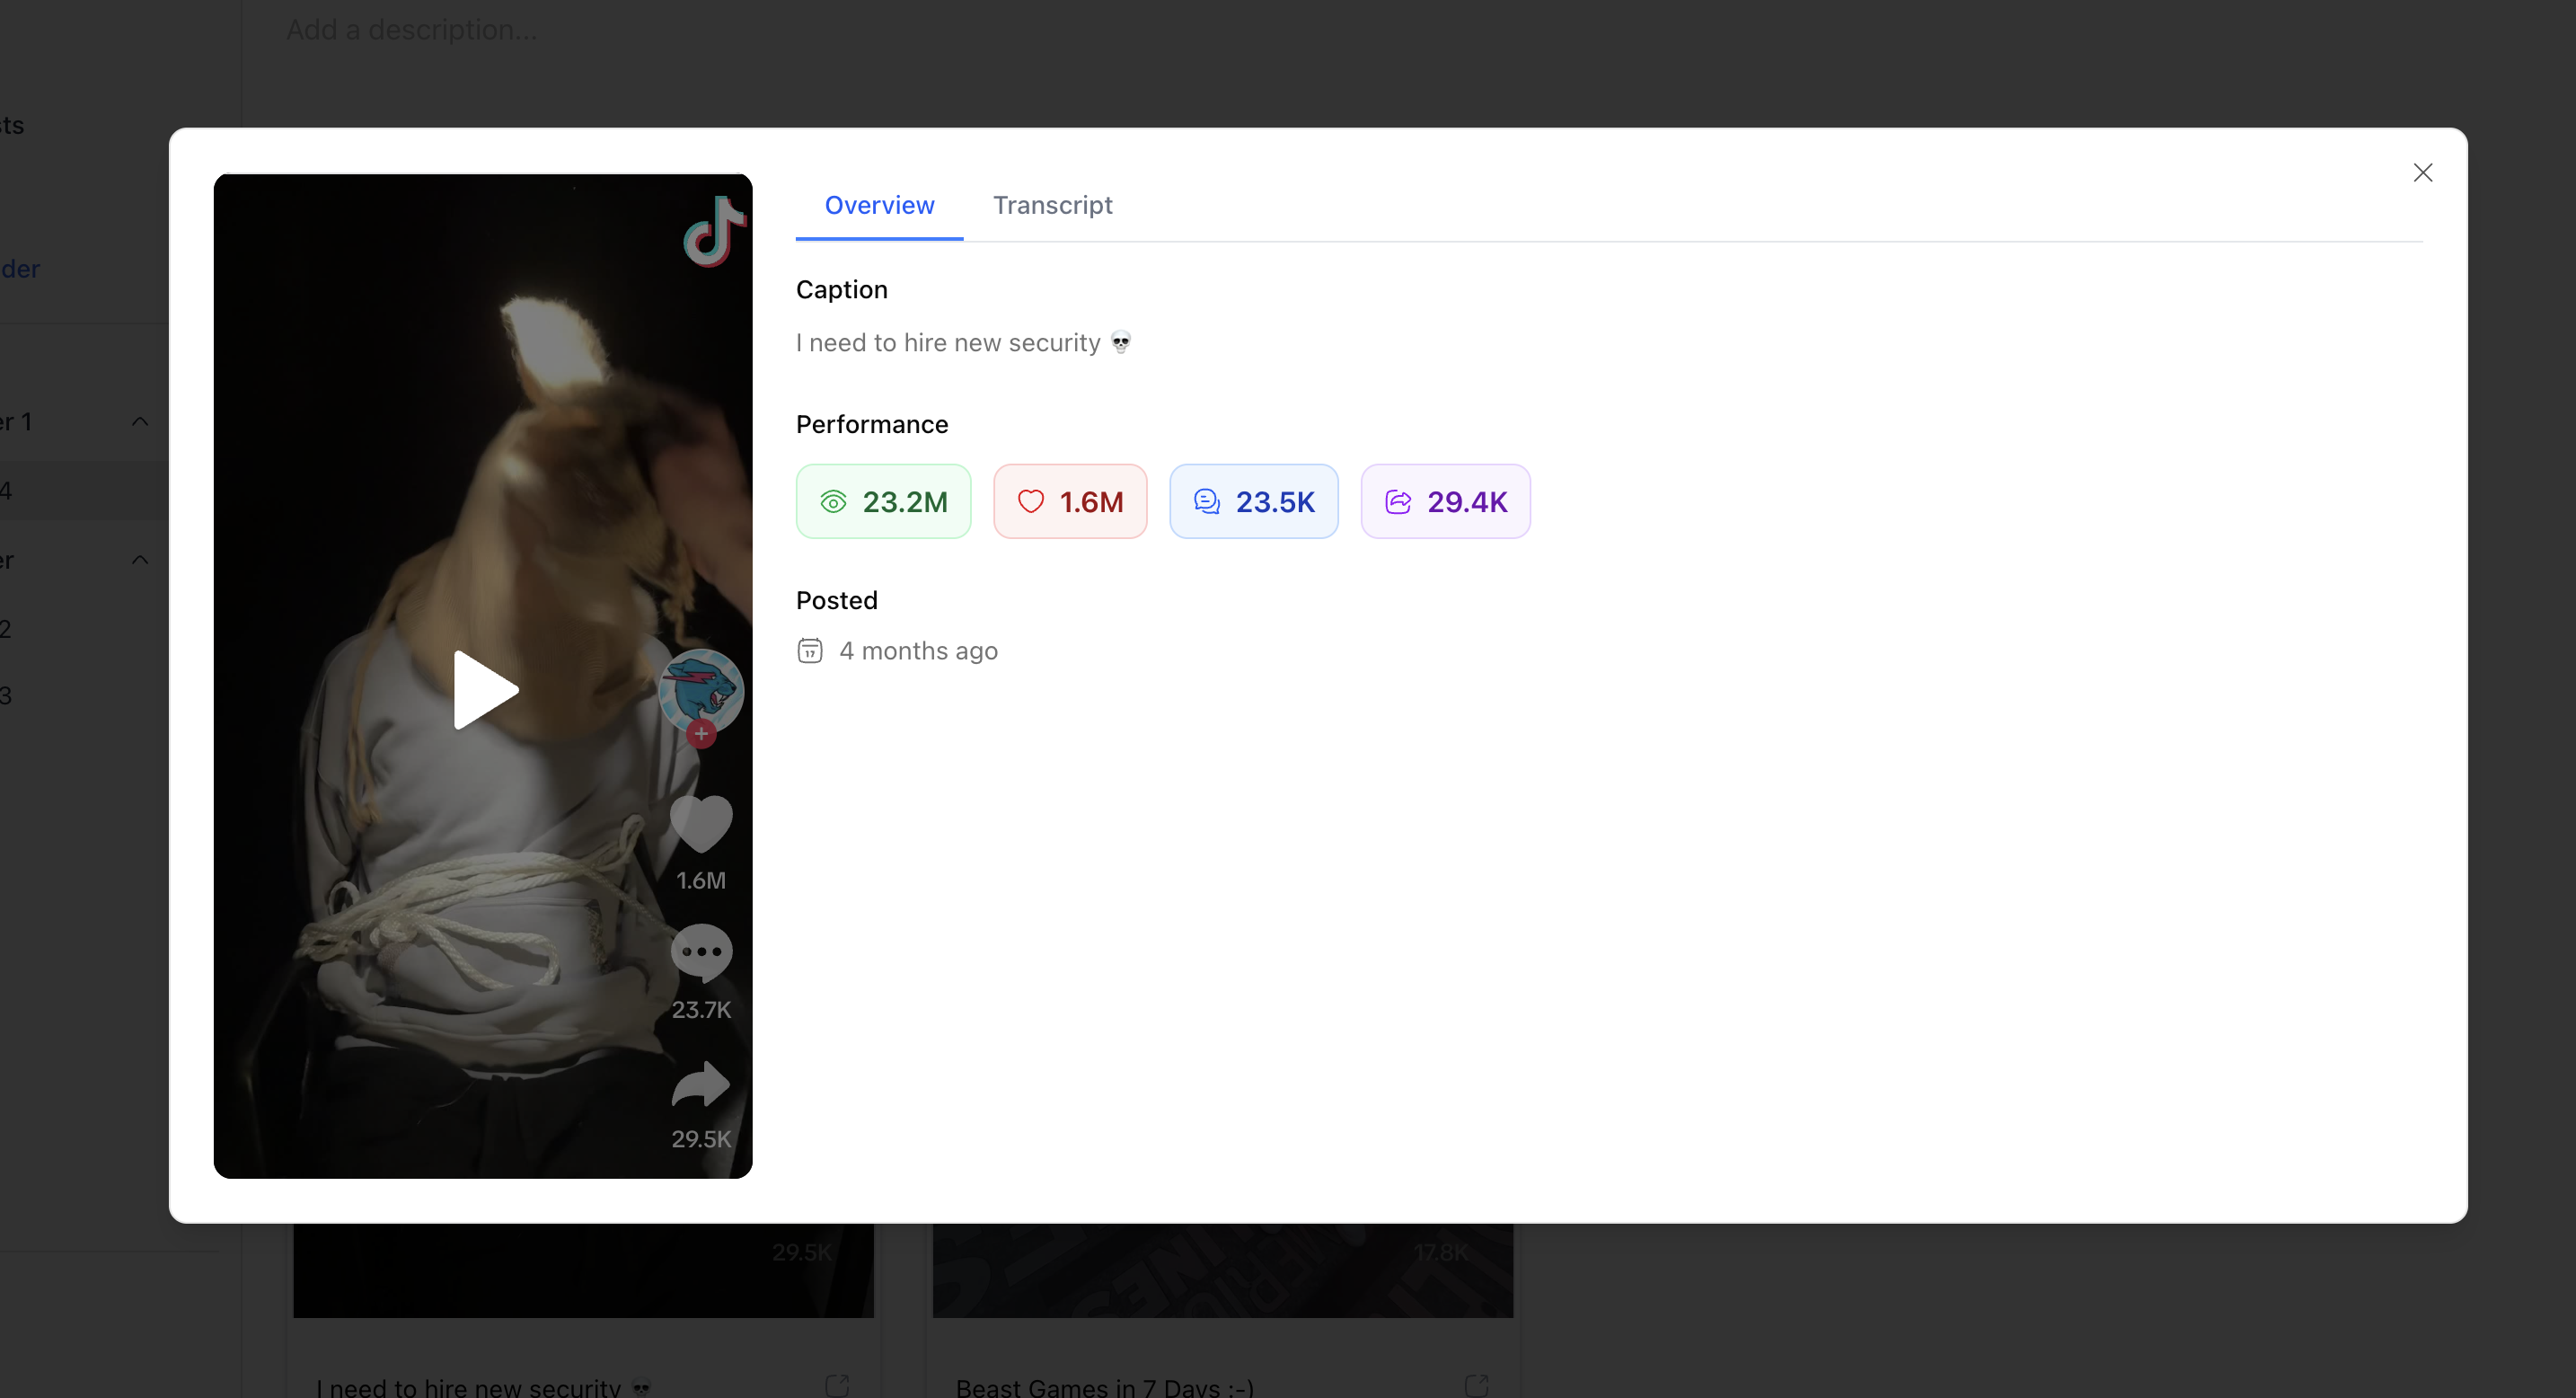 Add a description...
sts
der
er 1
4
er
2
3
Overview
Transcript
Caption
I need to hire new security 💀
Performance
23.2M
1.6M
23.5K
29.4K
Posted
17
4 months ago
1.6M
23.7K
29.5K
29.5K
17.8K
I need to hire new security 💀
Beast Games in 7 Days :-)